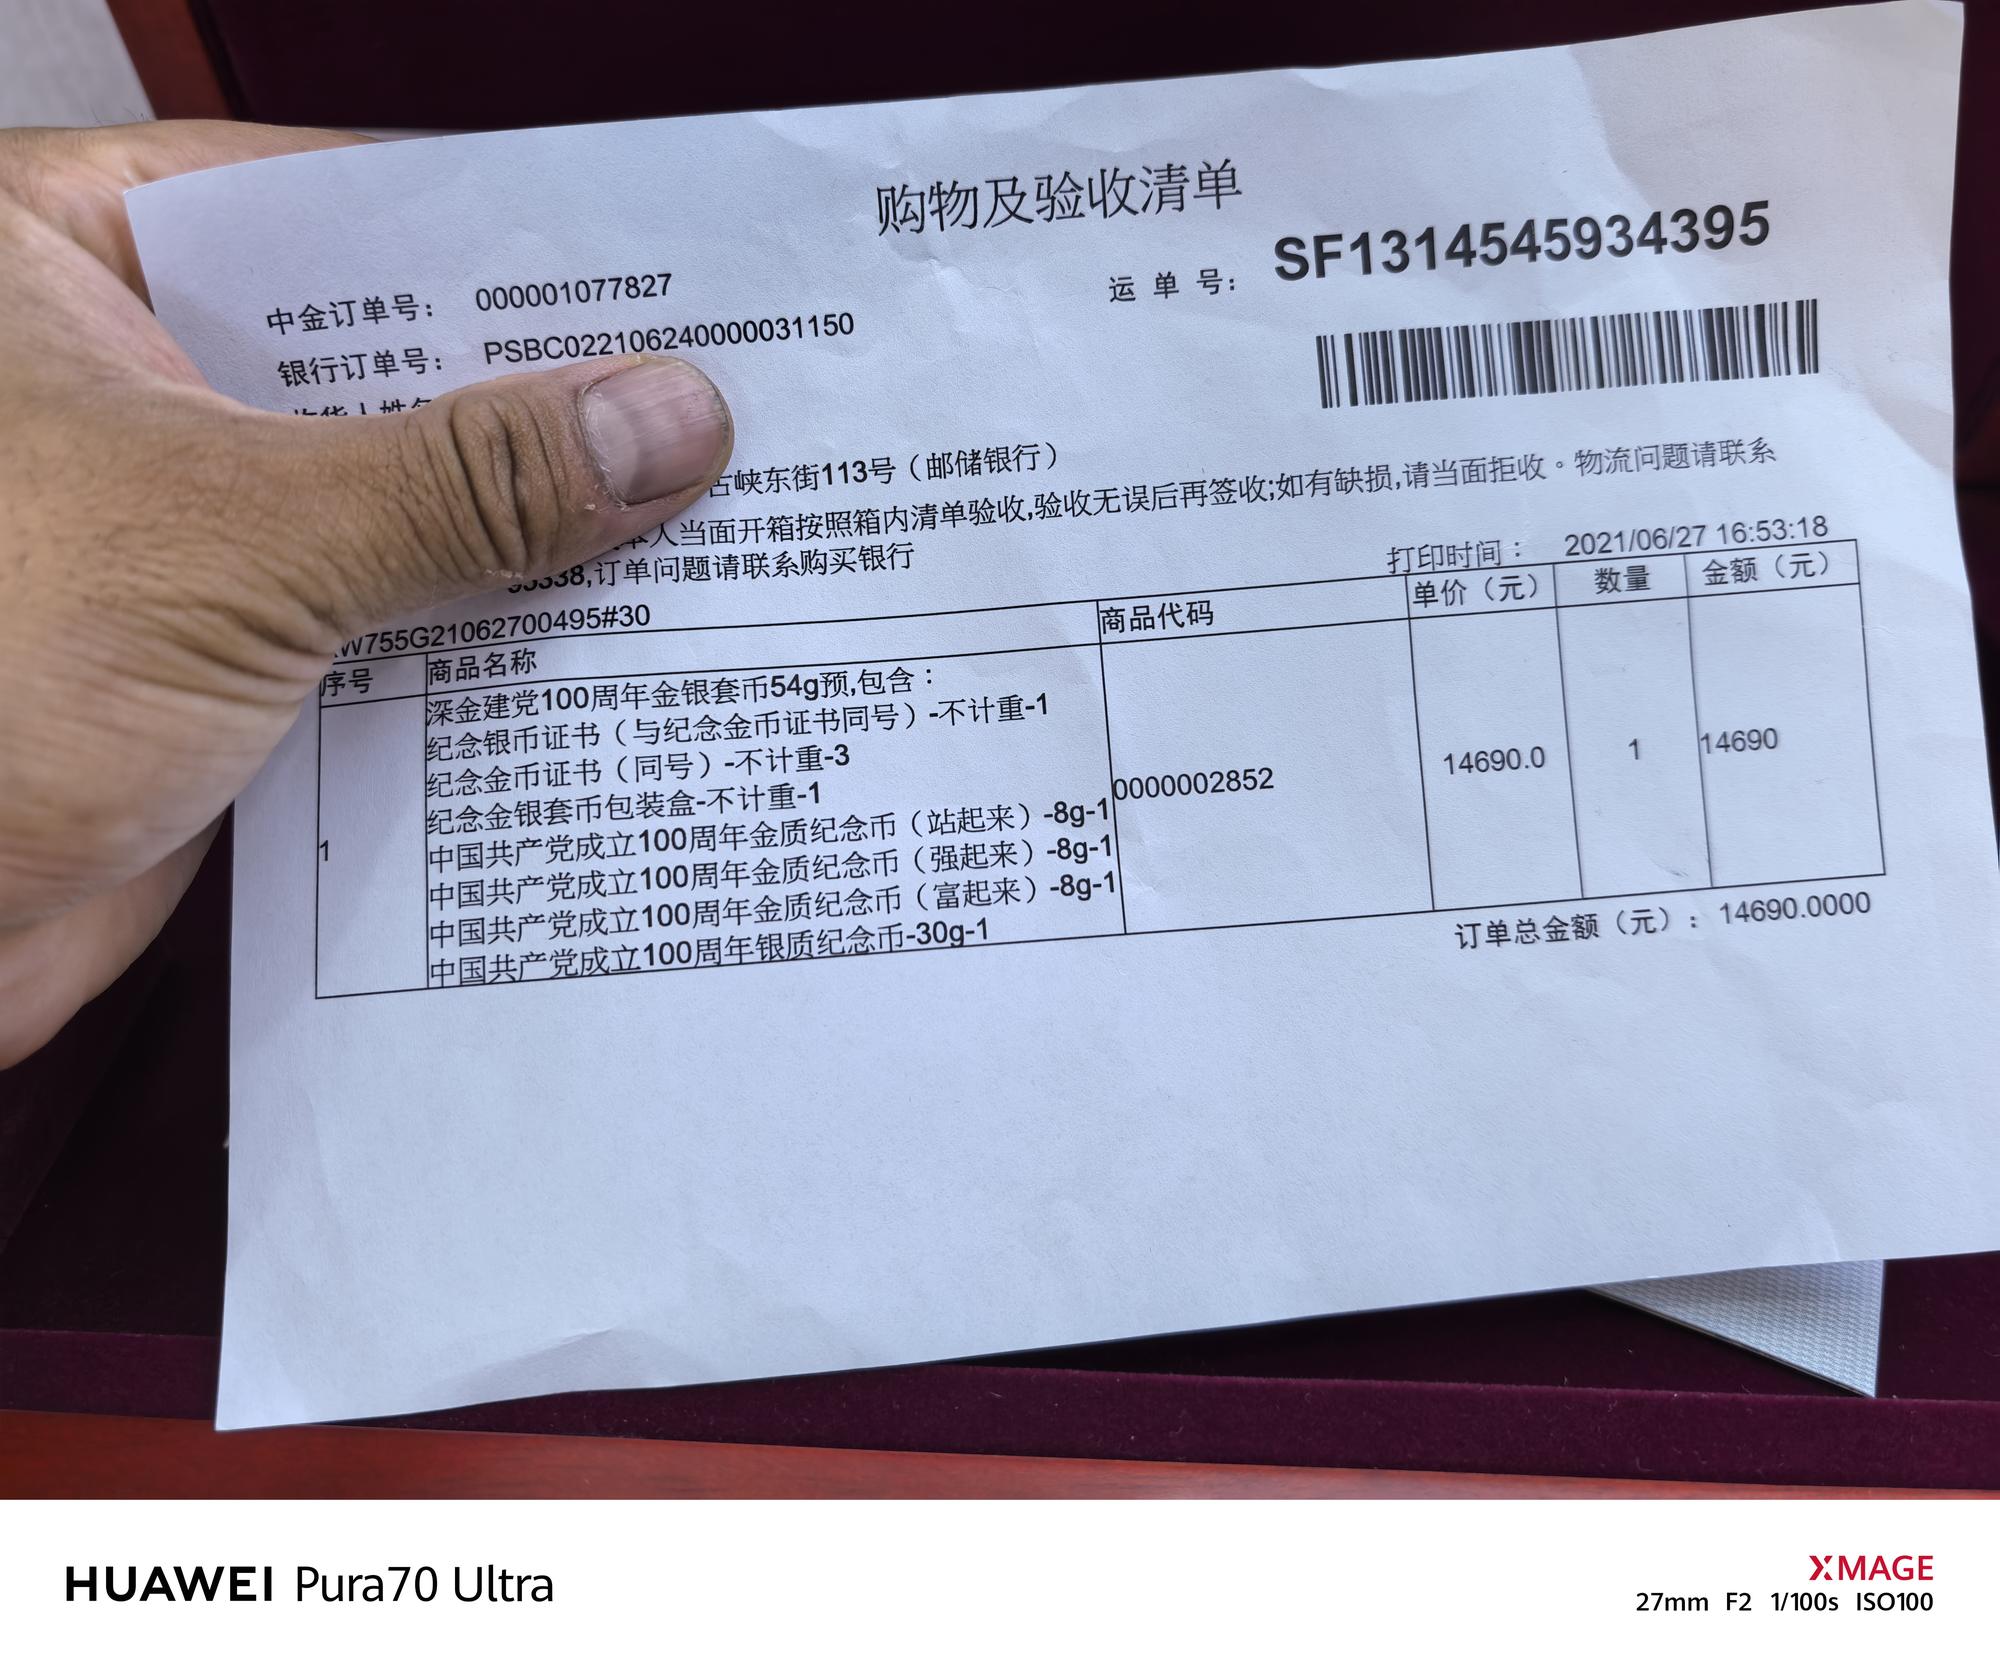 购物及验收清单
中金订单号： 000001077827
运 单 号： SF1314545934395
银行订单号： PSBC022106240000031150
收货人姓名
古峡东街113号（邮储银行）
本人当面开箱按照箱内清单验收,验收无误后再签收;如有缺损,请当面拒收。物流问题请联系
95338,订单问题请联系购买银行
打印时间： 2021/06/27 16:53:18
W755G21062700495#30
序号 商品名称 商品代码 单价（元） 数量 金额（元）
深金建党100周年金银套币54g预,包含：
纪念银币证书（与纪念金币证书同号）-不计重-1
纪念金币证书（同号）-不计重-3
纪念金银套币包装盒-不计重-1
1 中国共产党成立100周年金质纪念币（站起来）-8g-1 0000002852 14690.0 1 14690
中国共产党成立100周年金质纪念币（强起来）-8g-1
中国共产党成立100周年金质纪念币（富起来）-8g-1
中国共产党成立100周年银质纪念币-30g-1
订单总金额（元）： 14690.0000
HUAWEI Pura70 Ultra
XMAGE
27mm F2 1/100s ISO100